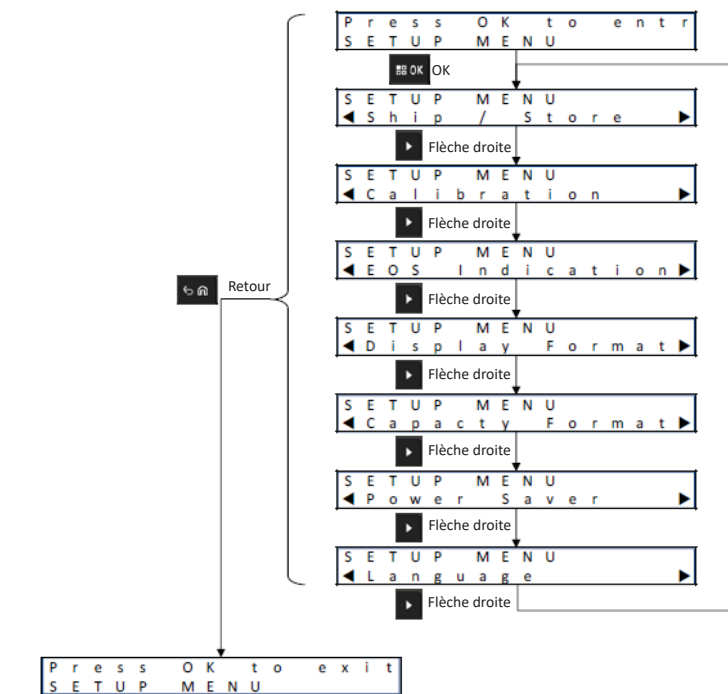 Press OK to entr
SETUP MENU
OK OK
SETUP MENU
◀Ship / Store ▶
Flèche droite
SETUP MENU
◀Calibration ▶
Flèche droite
SETUP MENU
◀EOS Indication▶
Retour
Flèche droite
SETUP MENU
◀Display Format▶
Flèche droite
SETUP MENU
◀Capacty Format▶
Flèche droite
SETUP MENU
◀Power Saver ▶
Flèche droite
SETUP MENU
◀Language ▶
Flèche droite
Press OK to exit
SETUP MENU